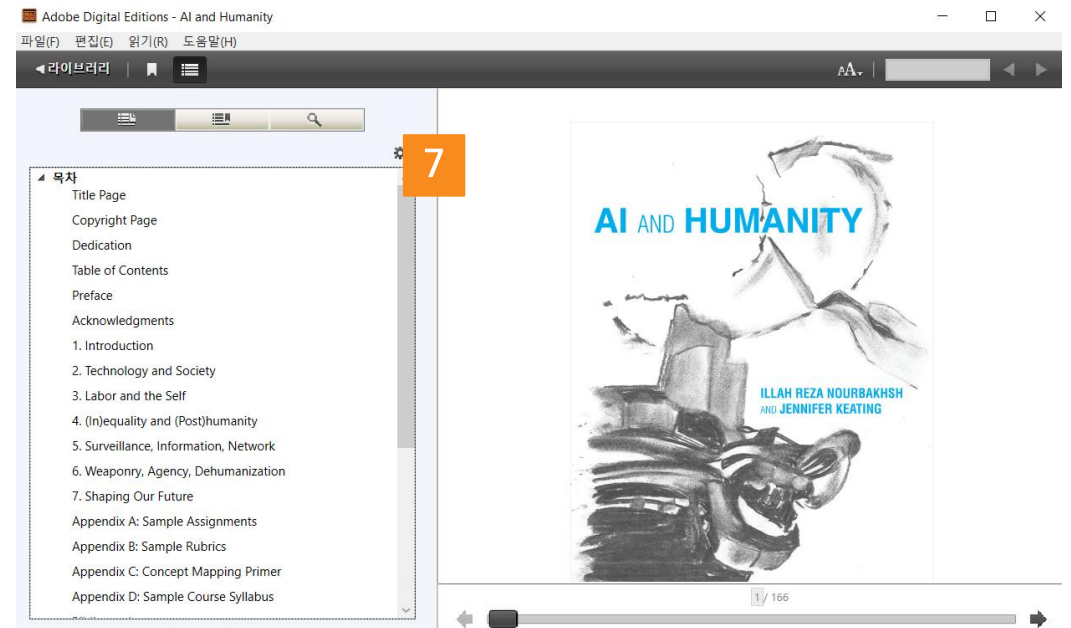 Adobe Digital Editions - AI and Humanity
파일(F) 편집(E) 읽기(R) 도움말(H)
◄라이브러리
AA
7
목차
Title Page
Copyright Page
Dedication
Table of Contents
Preface
Acknowledgments
1. Introduction
2. Technology and Society
3. Labor and the Self
4. (In)equality and (Post)humanity
5. Surveillance, Information, Network
6. Weaponry, Agency, Dehumanization
7. Shaping Our Future
Appendix A: Sample Assignments
Appendix B: Sample Rubrics
Appendix C: Concept Mapping Primer
Appendix D: Sample Course Syllabus
AI AND HUMANITY
ILLAH REZA NOURBAKHSH
AND JENNIFER KEATING
1 / 166